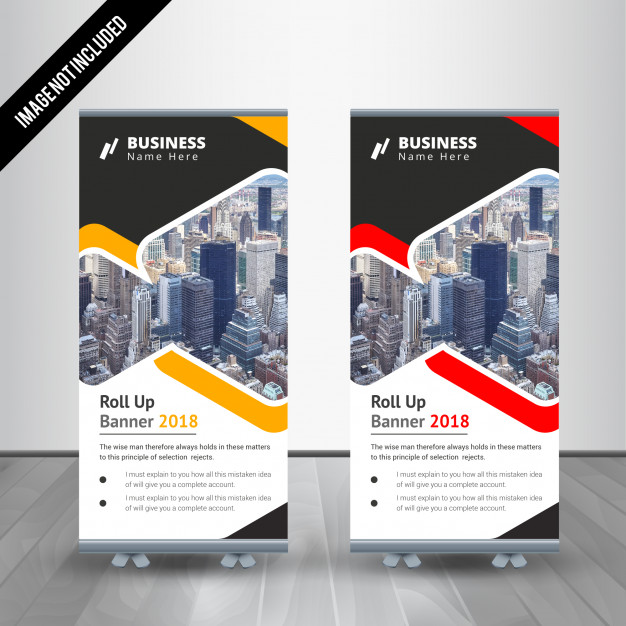 IMAGE NOT INCLUDED
BUSINESS
Name Here
Roll Up
Banner 2018
The wise man therefore always holds in these matters
to this principle of selection rejects.
I must explain to you how all this mistaken idea
of will give you a complete account.
I must explain to you how all this mistaken idea
of will give you a complete account.
BUSINESS
Name Here
Roll Up
Banner 2018
The wise man therefore always holds in these matters
to this principle of selection rejects.
I must explain to you how all this mistaken idea
of will give you a complete account.
I must explain to you how all this mistaken idea
of will give you a complete account.